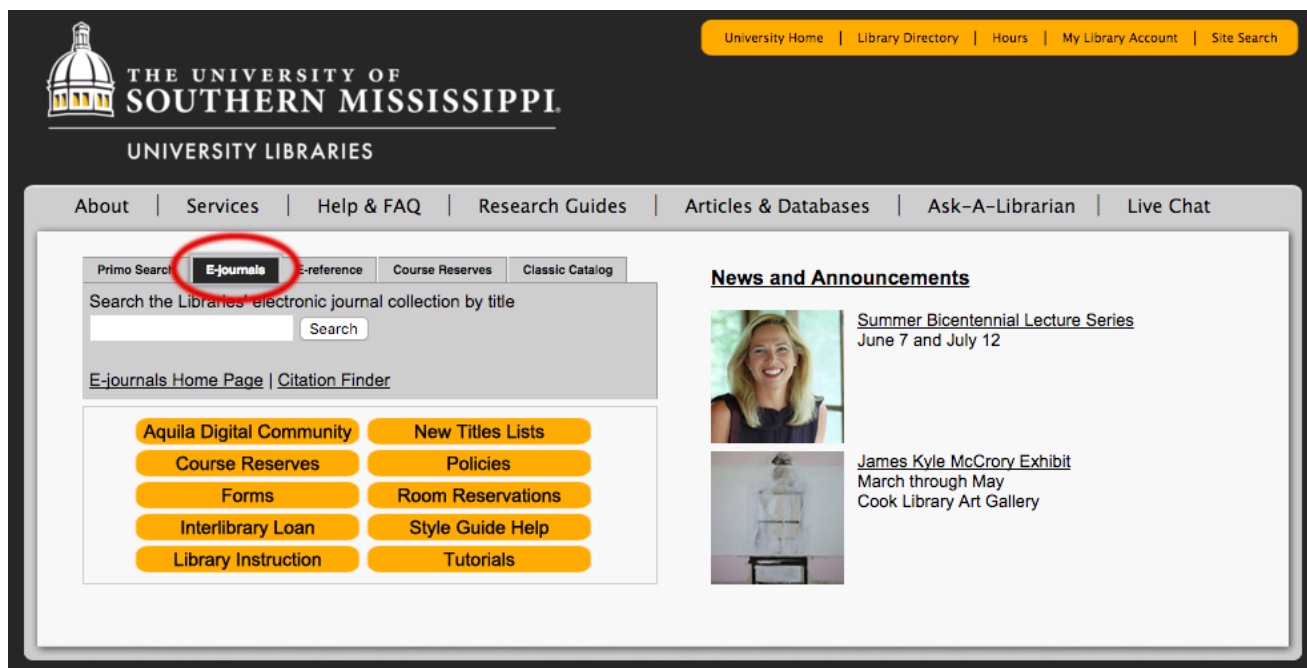 University Home | Library Directory | Hours | My Library Account | Site Search
THE UNIVERSITY OF
SOUTHERN MISSISSIPPI.
UNIVERSITY LIBRARIES
About | Services | Help & FAQ | Research Guides | Articles & Databases | Ask-A-Librarian | Live Chat
Primo Search E-journals E-reference Course Reserves Classic Catalog
Search the Libraries' electronic journal collection by title
Search
E-journals Home Page | Citation Finder
Aquila Digital Community New Titles Lists
Course Reserves Policies
Forms Room Reservations
Interlibrary Loan Style Guide Help
Library Instruction Tutorials
News and Announcements
Summer Bicentennial Lecture Series
June 7 and July 12
James Kyle McCrory Exhibit
March through May
Cook Library Art Gallery